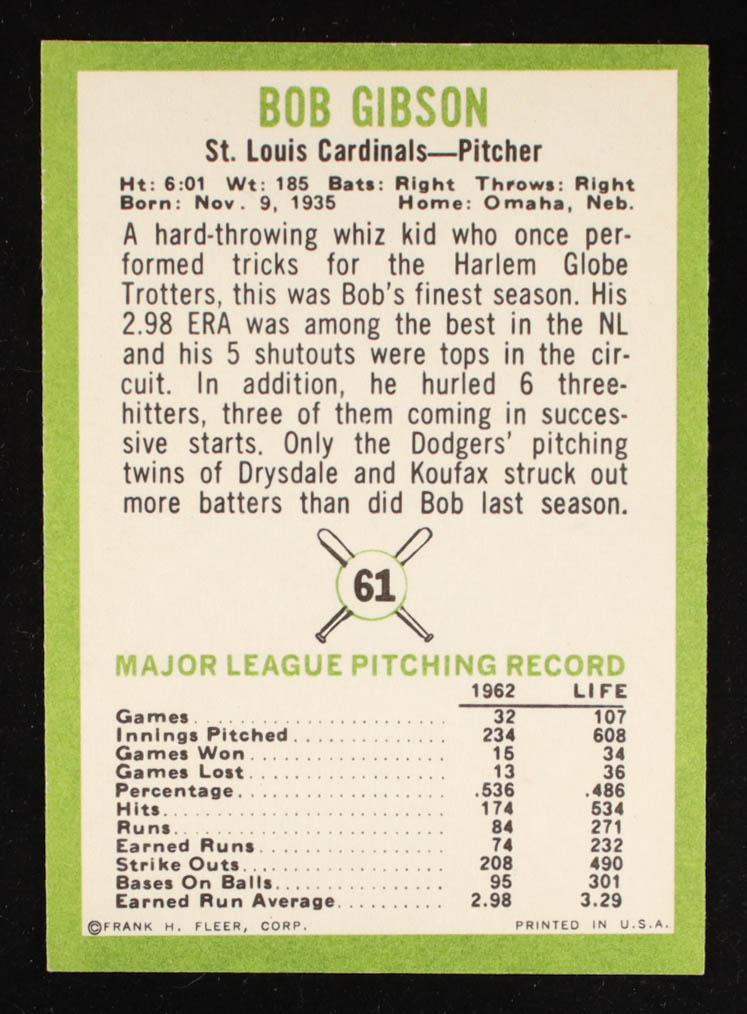 BOB GIBSON
St. Louis Cardinals—Pitcher
Ht: 6:01 Wt: 185 Bats: Right Throws: Right
Born: Nov. 9, 1935 Home: Omaha, Neb.
A hard-throwing whiz kid who once per-
formed tricks for the Harlem Globe
Trotters, this was Bob's finest season. His
2.98 ERA was among the best in the NL
and his 5 shutouts were tops in the cir-
cuit. In addition, he hurled 6 three-
hitters, three of them coming in succes-
sive starts. Only the Dodgers' pitching
twins of Drysdale and Koufax struck out
more batters than did Bob last season.
61
MAJOR LEAGUE PITCHING RECORD
1962 LIFE
Games 32 107
Innings Pitched 234 608
Games Won 15 34
Games Lost 13 36
Percentage .536 .486
Hits 174 534
Runs 84 271
Earned Runs 74 232
Strike Outs 208 490
Bases On Balls 95 301
Earned Run Average 2.98 3.29
©FRANK H. FLEER, CORP. PRINTED IN U.S.A.